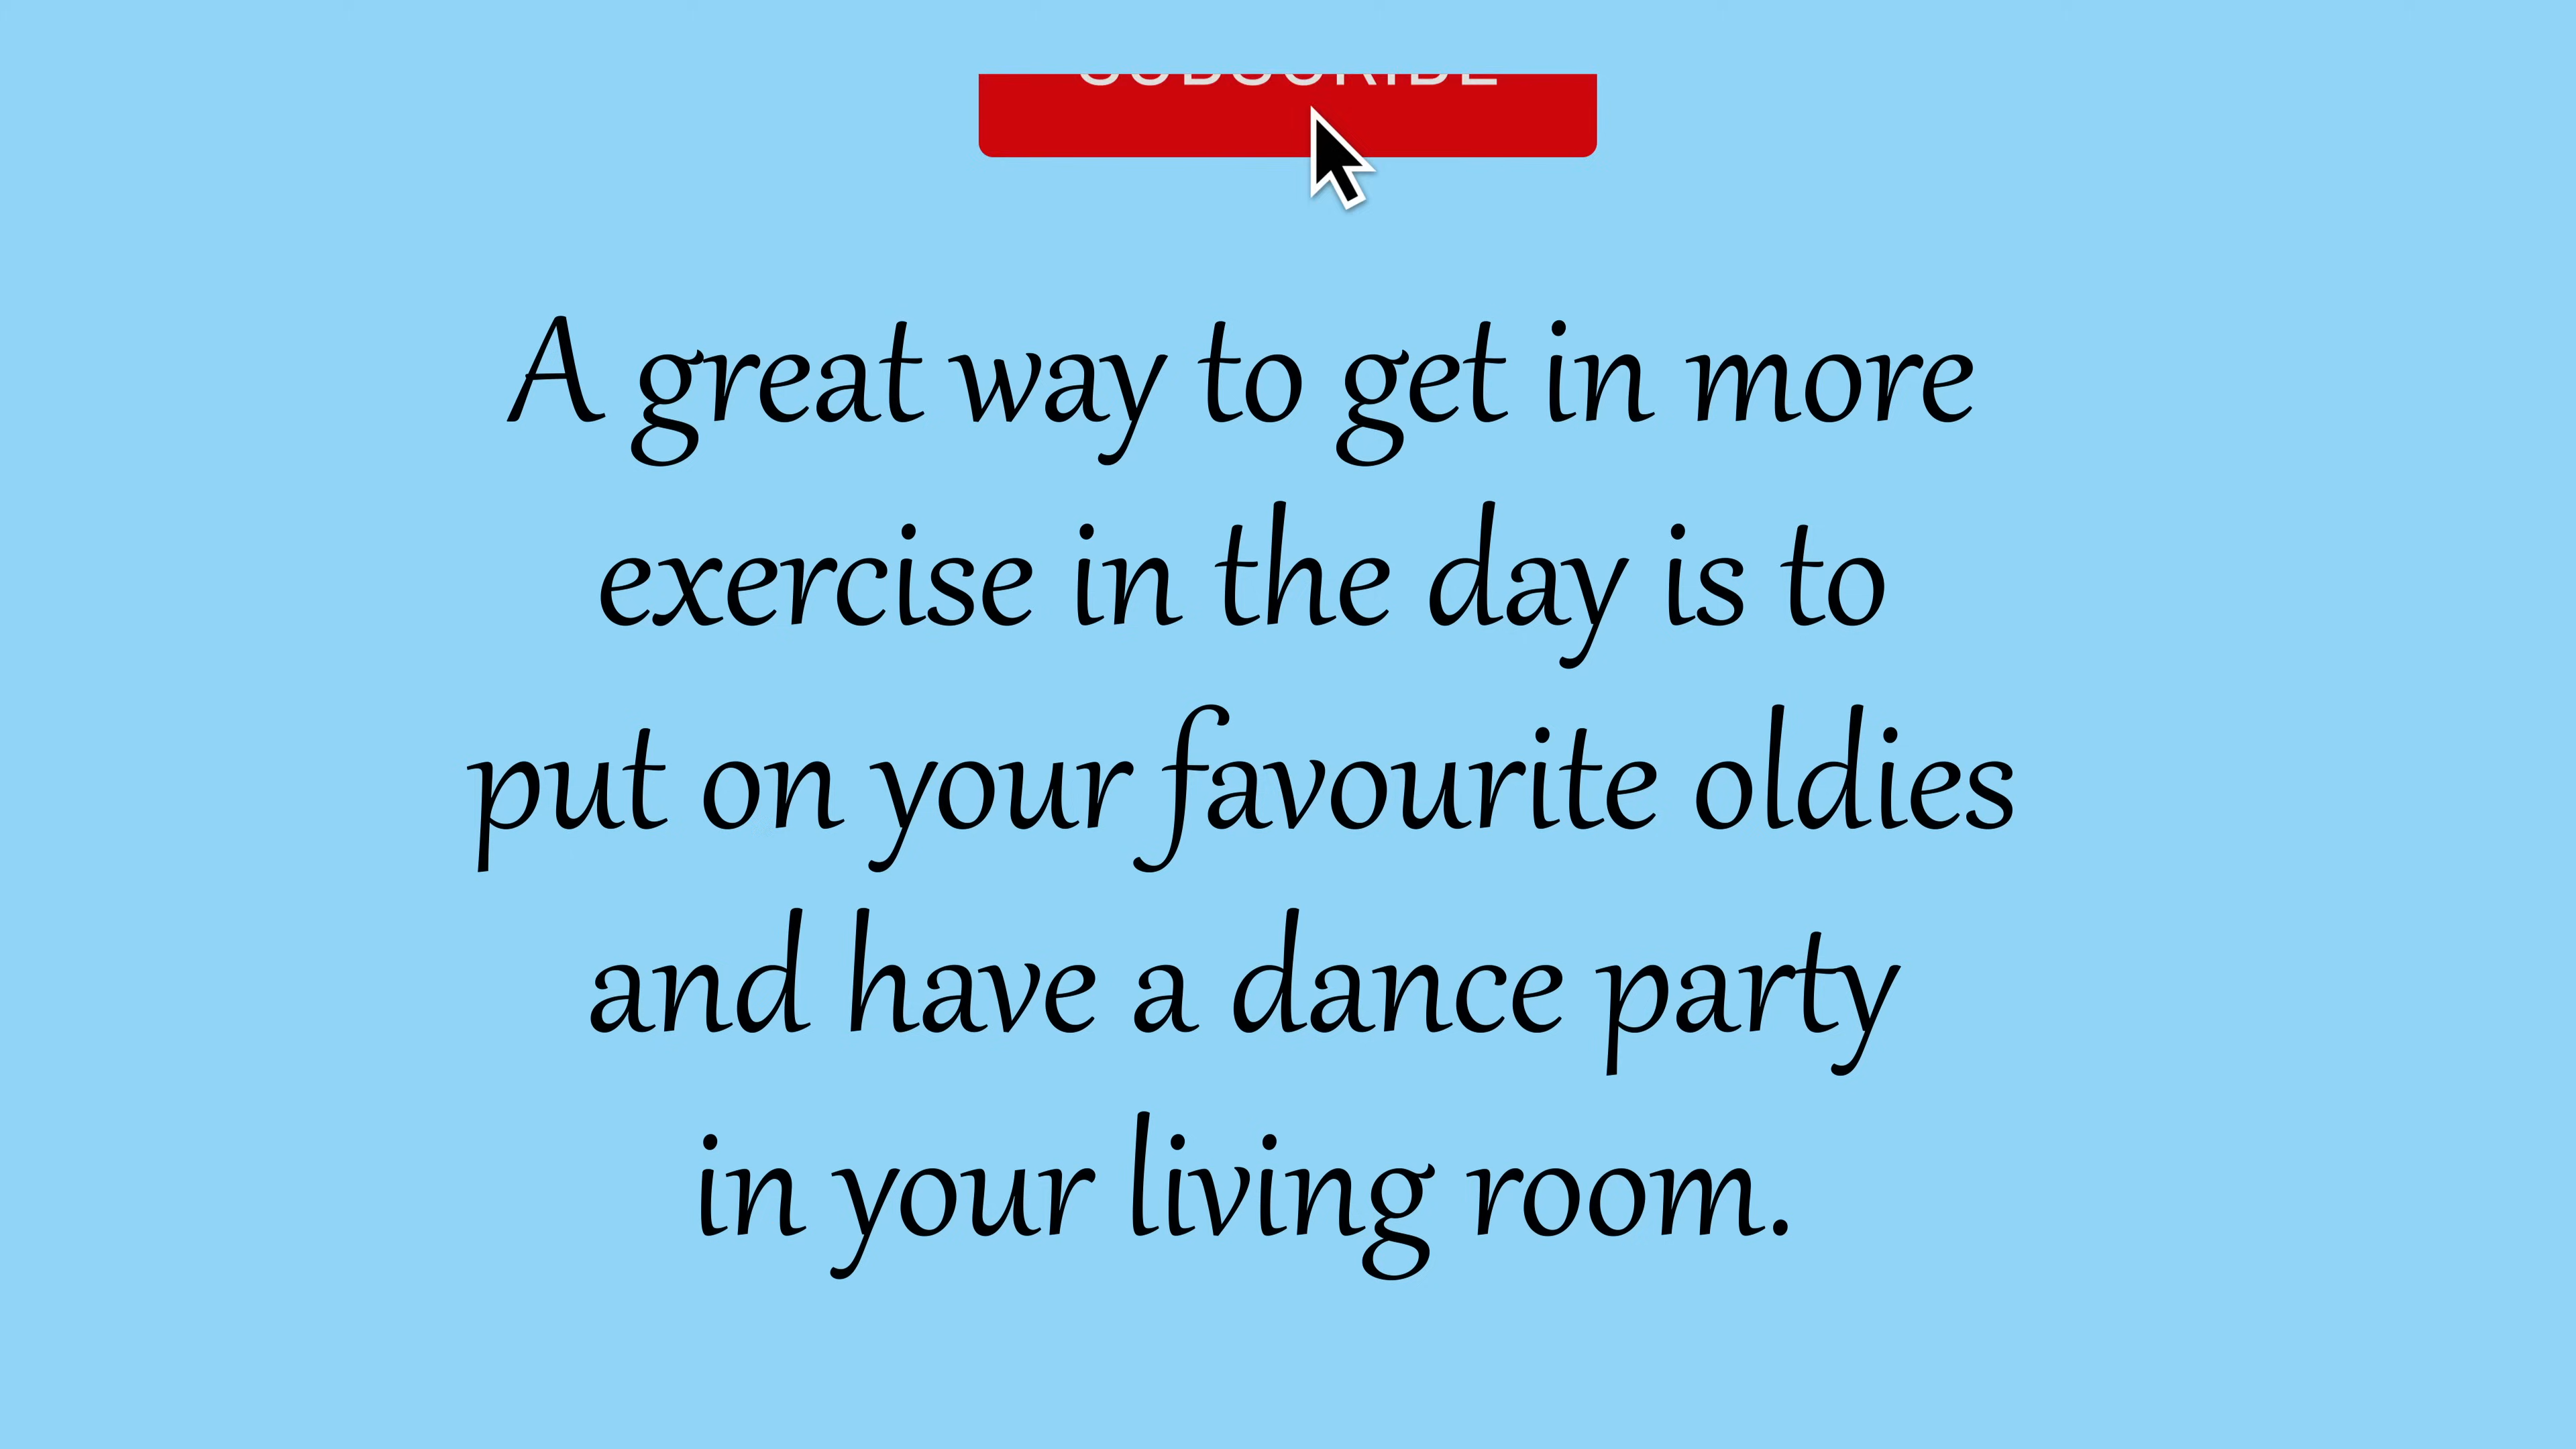 SUBSCRIBE
A great way to get in more
exercise in the day is to
put on your favourite oldies
and have a dance party
in your living room.